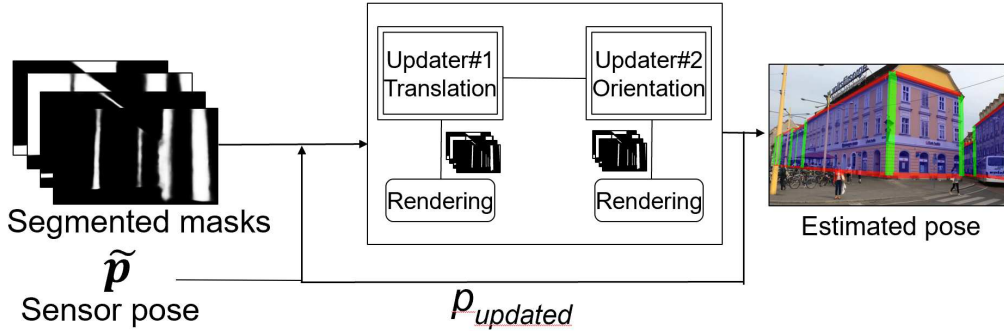 Updater#1
Translation
Updater#2
Orientation
Rendering
Rendering
Segmented masks
p̃
Sensor pose
p_updated
Estimated pose